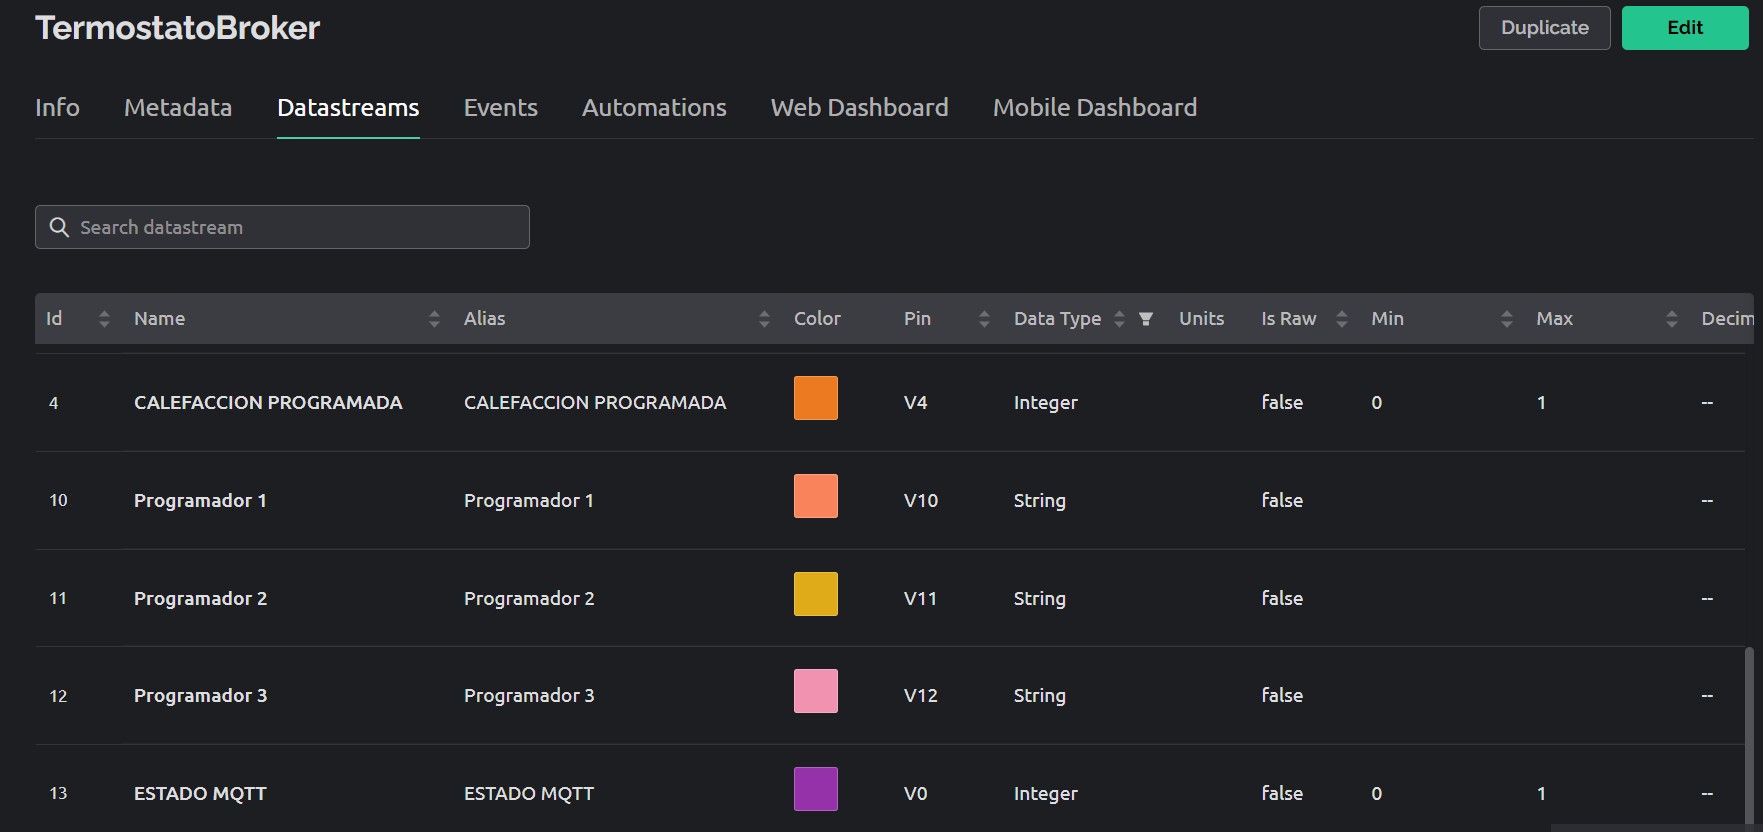 TermostatoBroker
Duplicate Edit
Info Metadata Datastreams Events Automations Web Dashboard Mobile Dashboard
Search datastream
Id Name Alias Color Pin Data Type Units Is Raw Min Max Decim
4 CALEFACCION PROGRAMADA CALEFACCION PROGRAMADA V4 Integer false 0 1 --
10 Programador 1 Programador 1 V10 String false --
11 Programador 2 Programador 2 V11 String false --
12 Programador 3 Programador 3 V12 String false --
13 ESTADO MQTT ESTADO MQTT V0 Integer false 0 1 --